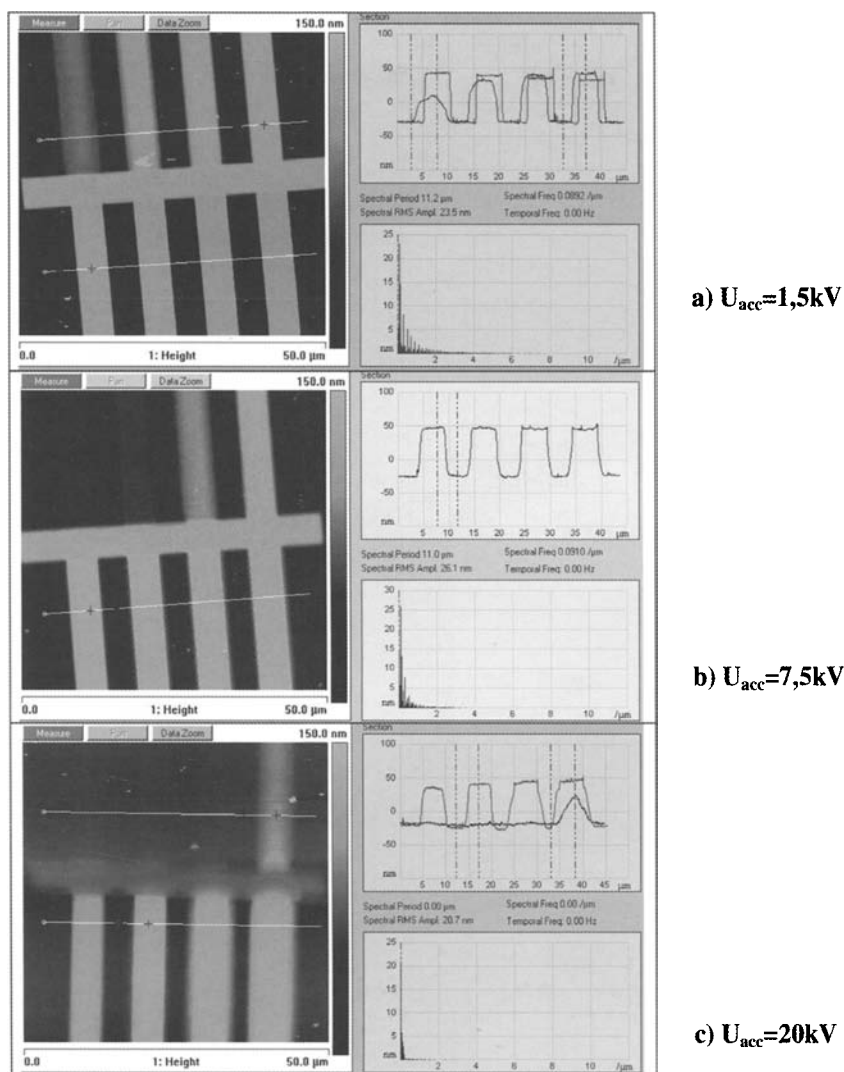 Measure Pan Data Zoom 150.0 nm
0.0 1: Height 50.0 µm
Section
100
50
0
-50
nm
5 10 15 20 25 30 35 40 µm
Spectral Period 11.2 µm Spectral Freq 0.0892 /µm
Spectral RMS Ampl. 23.5 nm Temporal Freq: 0.00 Hz
25
20
15
10
5
nm
2 4 6 8 10 /µm
a) Uacc=1,5kV
Measure Pan Data Zoom 150.0 nm
0.0 1: Height 50.0 µm
Section
100
50
0
-50
nm
5 10 15 20 25 30 35 40 µm
Spectral Period 11.0 µm Spectral Freq 0.0910 /µm
Spectral RMS Ampl. 26.1 nm Temporal Freq: 0.00 Hz
30
25
20
15
10
5
nm
2 4 6 8 10 /µm
b) Uacc=7,5kV
Measure Pan Data Zoom 150.0 nm
0.0 1: Height 50.0 µm
Section
100
50
0
-50
nm
5 10 15 20 25 30 35 40 45 µm
Spectral Period 0.00 µm Spectral Freq 0.00 /µm
Spectral RMS Ampl. 20.7 nm Temporal Freq: 0.00 Hz
25
20
15
10
5
nm
2 4 6 8 10 /µm
c) Uacc=20kV